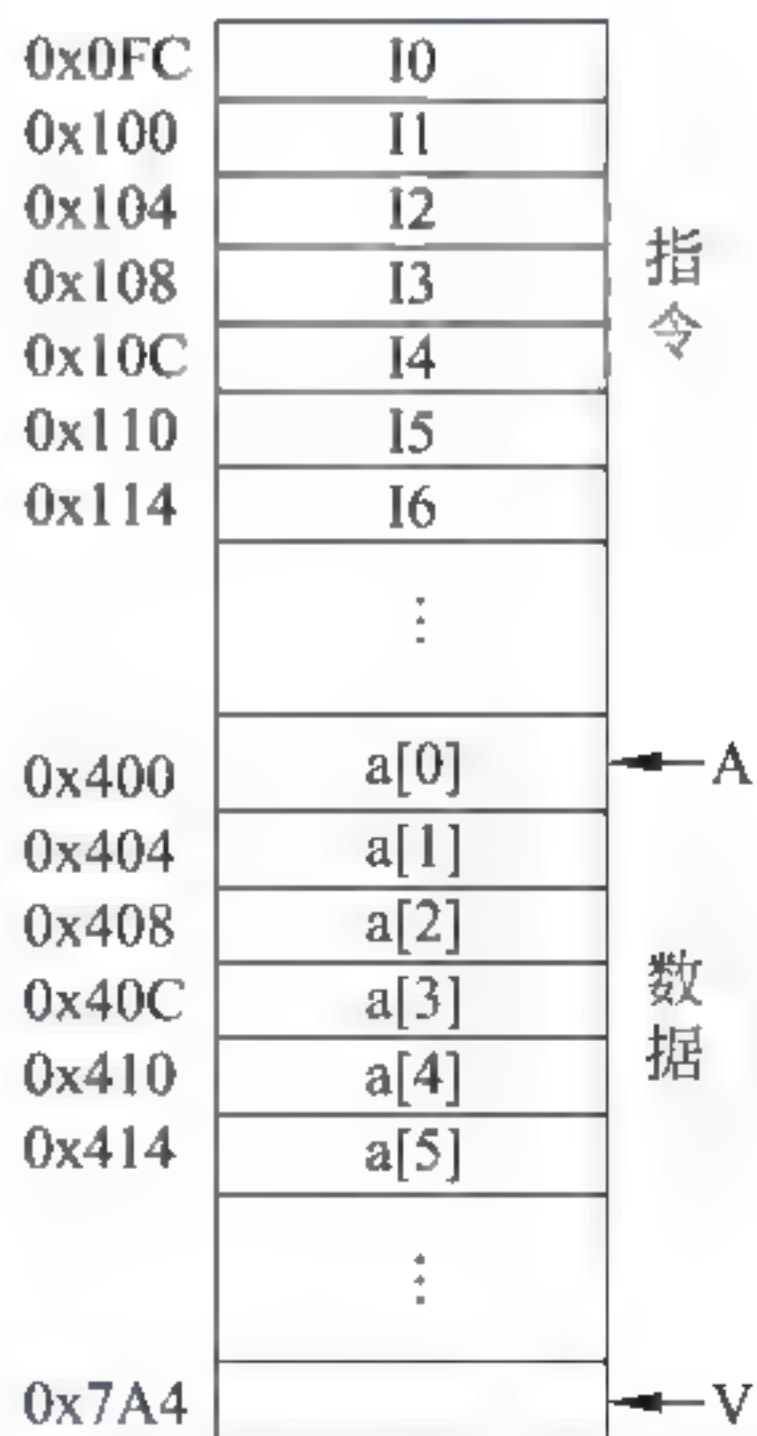 0x0FC I0
0x100 I1
0x104 I2
0x108 I3
0x10C I4
0x110 I5
0x114 I6
⋮
指令
0x400 a[0] A
0x404 a[1]
0x408 a[2]
0x40C a[3]
0x410 a[4]
0x414 a[5]
⋮
数据
0x7A4 V